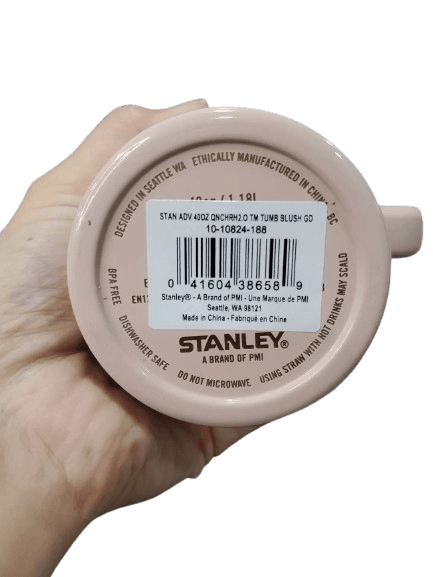 DESIGNED IN SEATTLE WA ETHICALLY MANUFACTURED IN CHINA BC
STAN ADV 40OZ QNCHRH2.O TM TUMB BLUSH GD
10-10824-188
0 41604 38658 9
Stanley® - A Brand of PMI - Une Marque de PMI
Seattle, WA 98121
Made in China - Fabriqué en Chine
STANLEY®
A BRAND OF PMI
BPA FREE
DISHWASHER SAFE
DO NOT MICROWAVE
USING STRAW WITH HOT DRINKS MAY SCALD